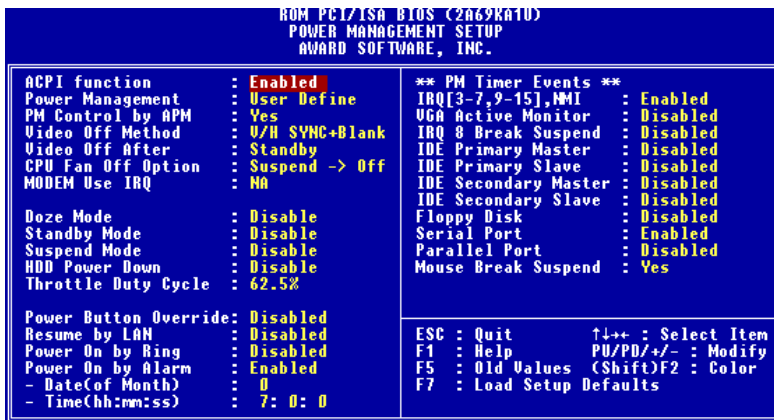 ROM PCI/ISA BIOS (2A69KA1U)
POWER MANAGEMENT SETUP
AWARD SOFTWARE, INC.
ACPI function : Enabled
Power Management : User Define
PM Control by APM : Yes
Video Off Method : V/H SYNC+Blank
Video Off After : Standby
CPU Fan Off Option : Suspend -> Off
MODEM Use IRQ : NA
Doze Mode : Disable
Standby Mode : Disable
Suspend Mode : Disable
HDD Power Down : Disable
Throttle Duty Cycle : 62.5%
Power Button Override: Disabled
Resume by LAN : Disabled
Power On by Ring : Disabled
Power On by Alarm : Enabled
- Date(of Month) : 0
- Time(hh:mm:ss) : 7: 0: 0
** PM Timer Events **
IRQ[3-7,9-15],NMI : Enabled
VGA Active Monitor : Disabled
IRQ 8 Break Suspend : Disabled
IDE Primary Master : Disabled
IDE Primary Slave : Disabled
IDE Secondary Master : Disabled
IDE Secondary Slave : Disabled
Floppy Disk : Disabled
Serial Port : Enabled
Parallel Port : Disabled
Mouse Break Suspend : Yes
ESC : Quit ↑↓→← : Select Item
F1 : Help PU/PD/+/- : Modify
F5 : Old Values (Shift)F2 : Color
F7 : Load Setup Defaults